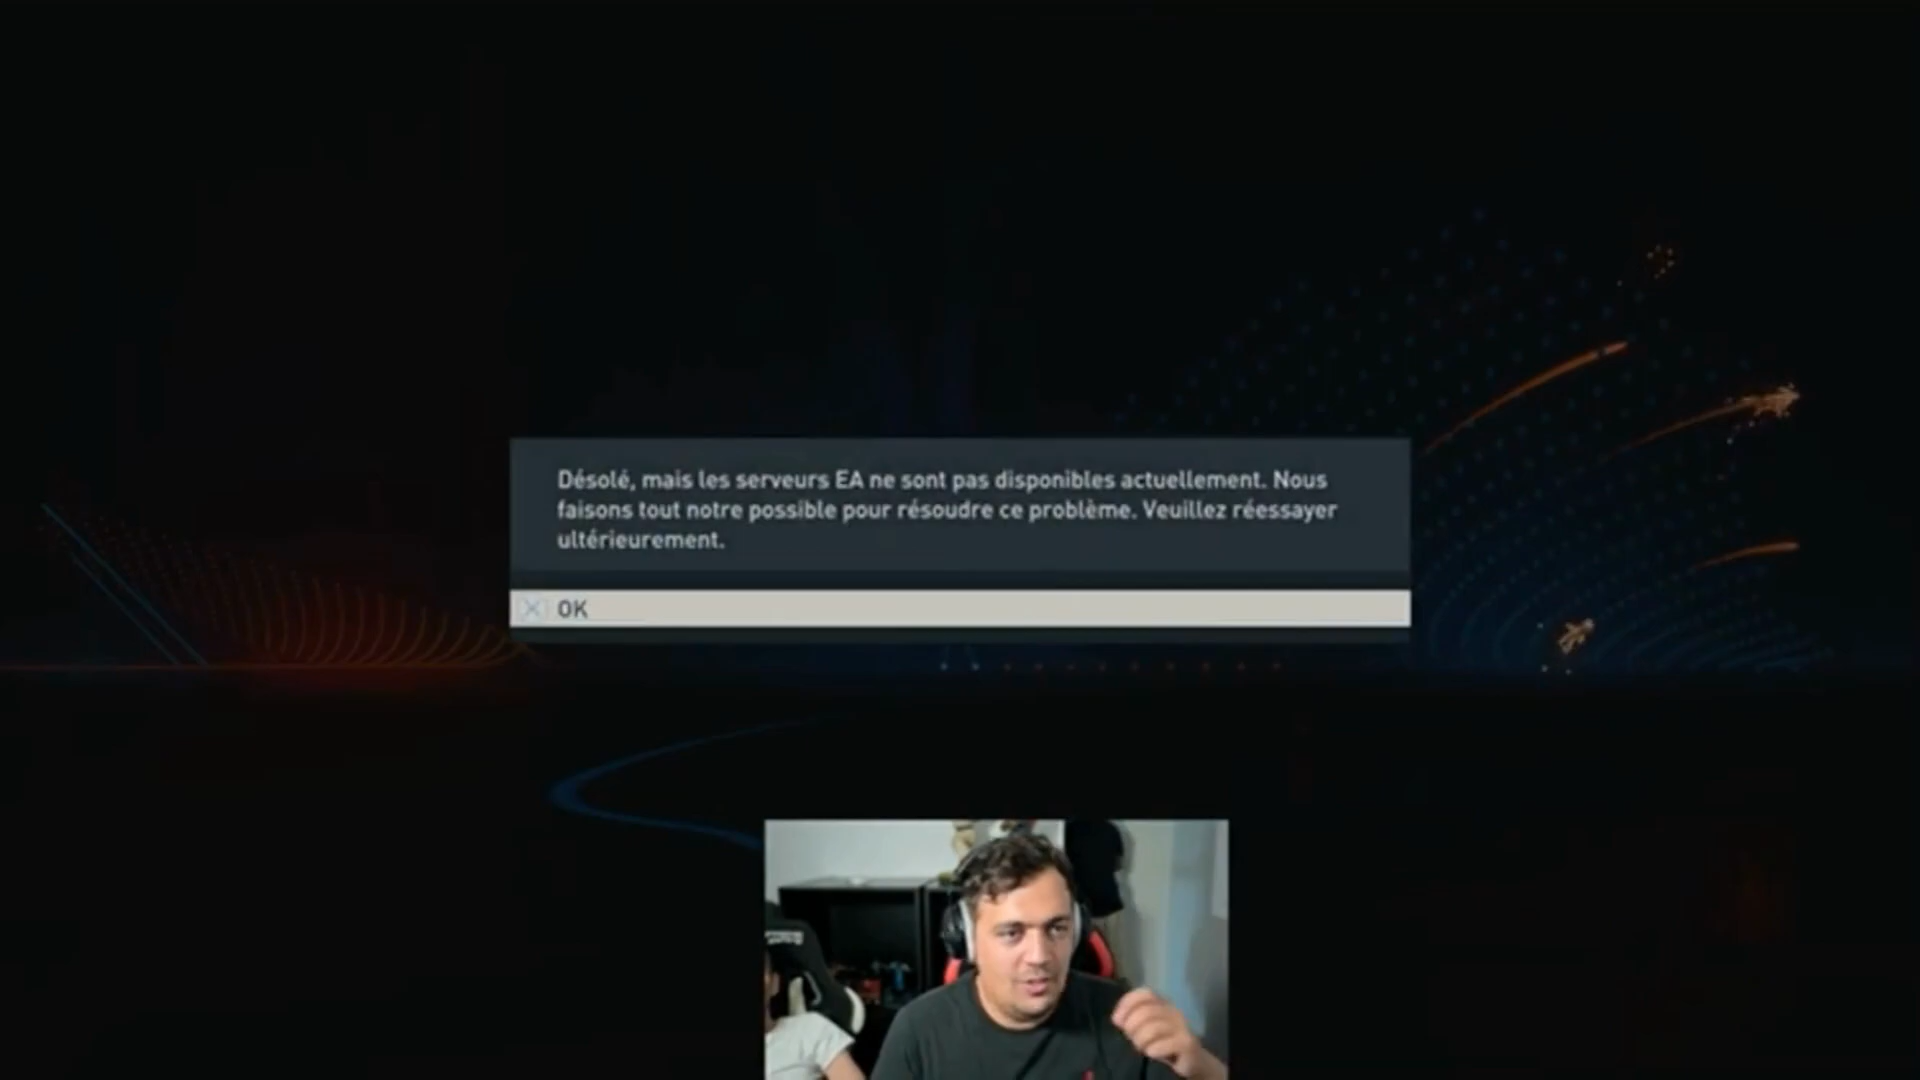 Désolé, mais les serveurs EA ne sont pas disponibles actuellement. Nous
faisons tout notre possible pour résoudre ce problème. Veuillez réessayer
ultérieurement.
OK